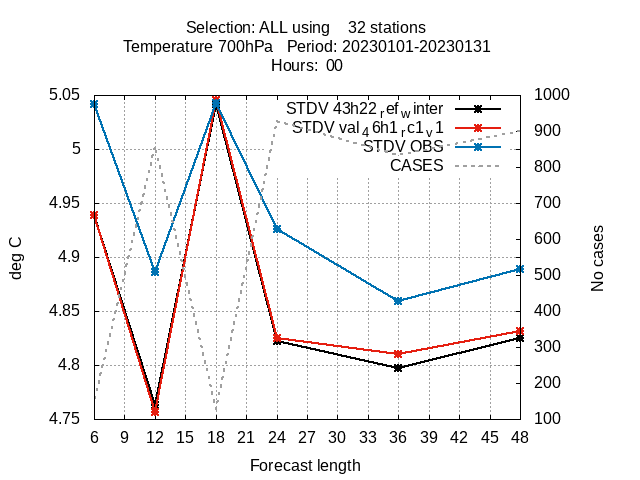 Selection: ALL using    32 stations
Temperature 700hPa   Period: 20230101-20230131
Hours:  00
STDV 43h22refwinter
STDV val46h1rc1v1
STDV OBS
CASES
5.05
5
4.95
4.9
4.85
4.8
4.75
deg C
1000
900
800
700
600
500
400
300
200
100
No cases
6 9 12 15 18 21 24 27 30 33 36 39 42 45 48
Forecast length